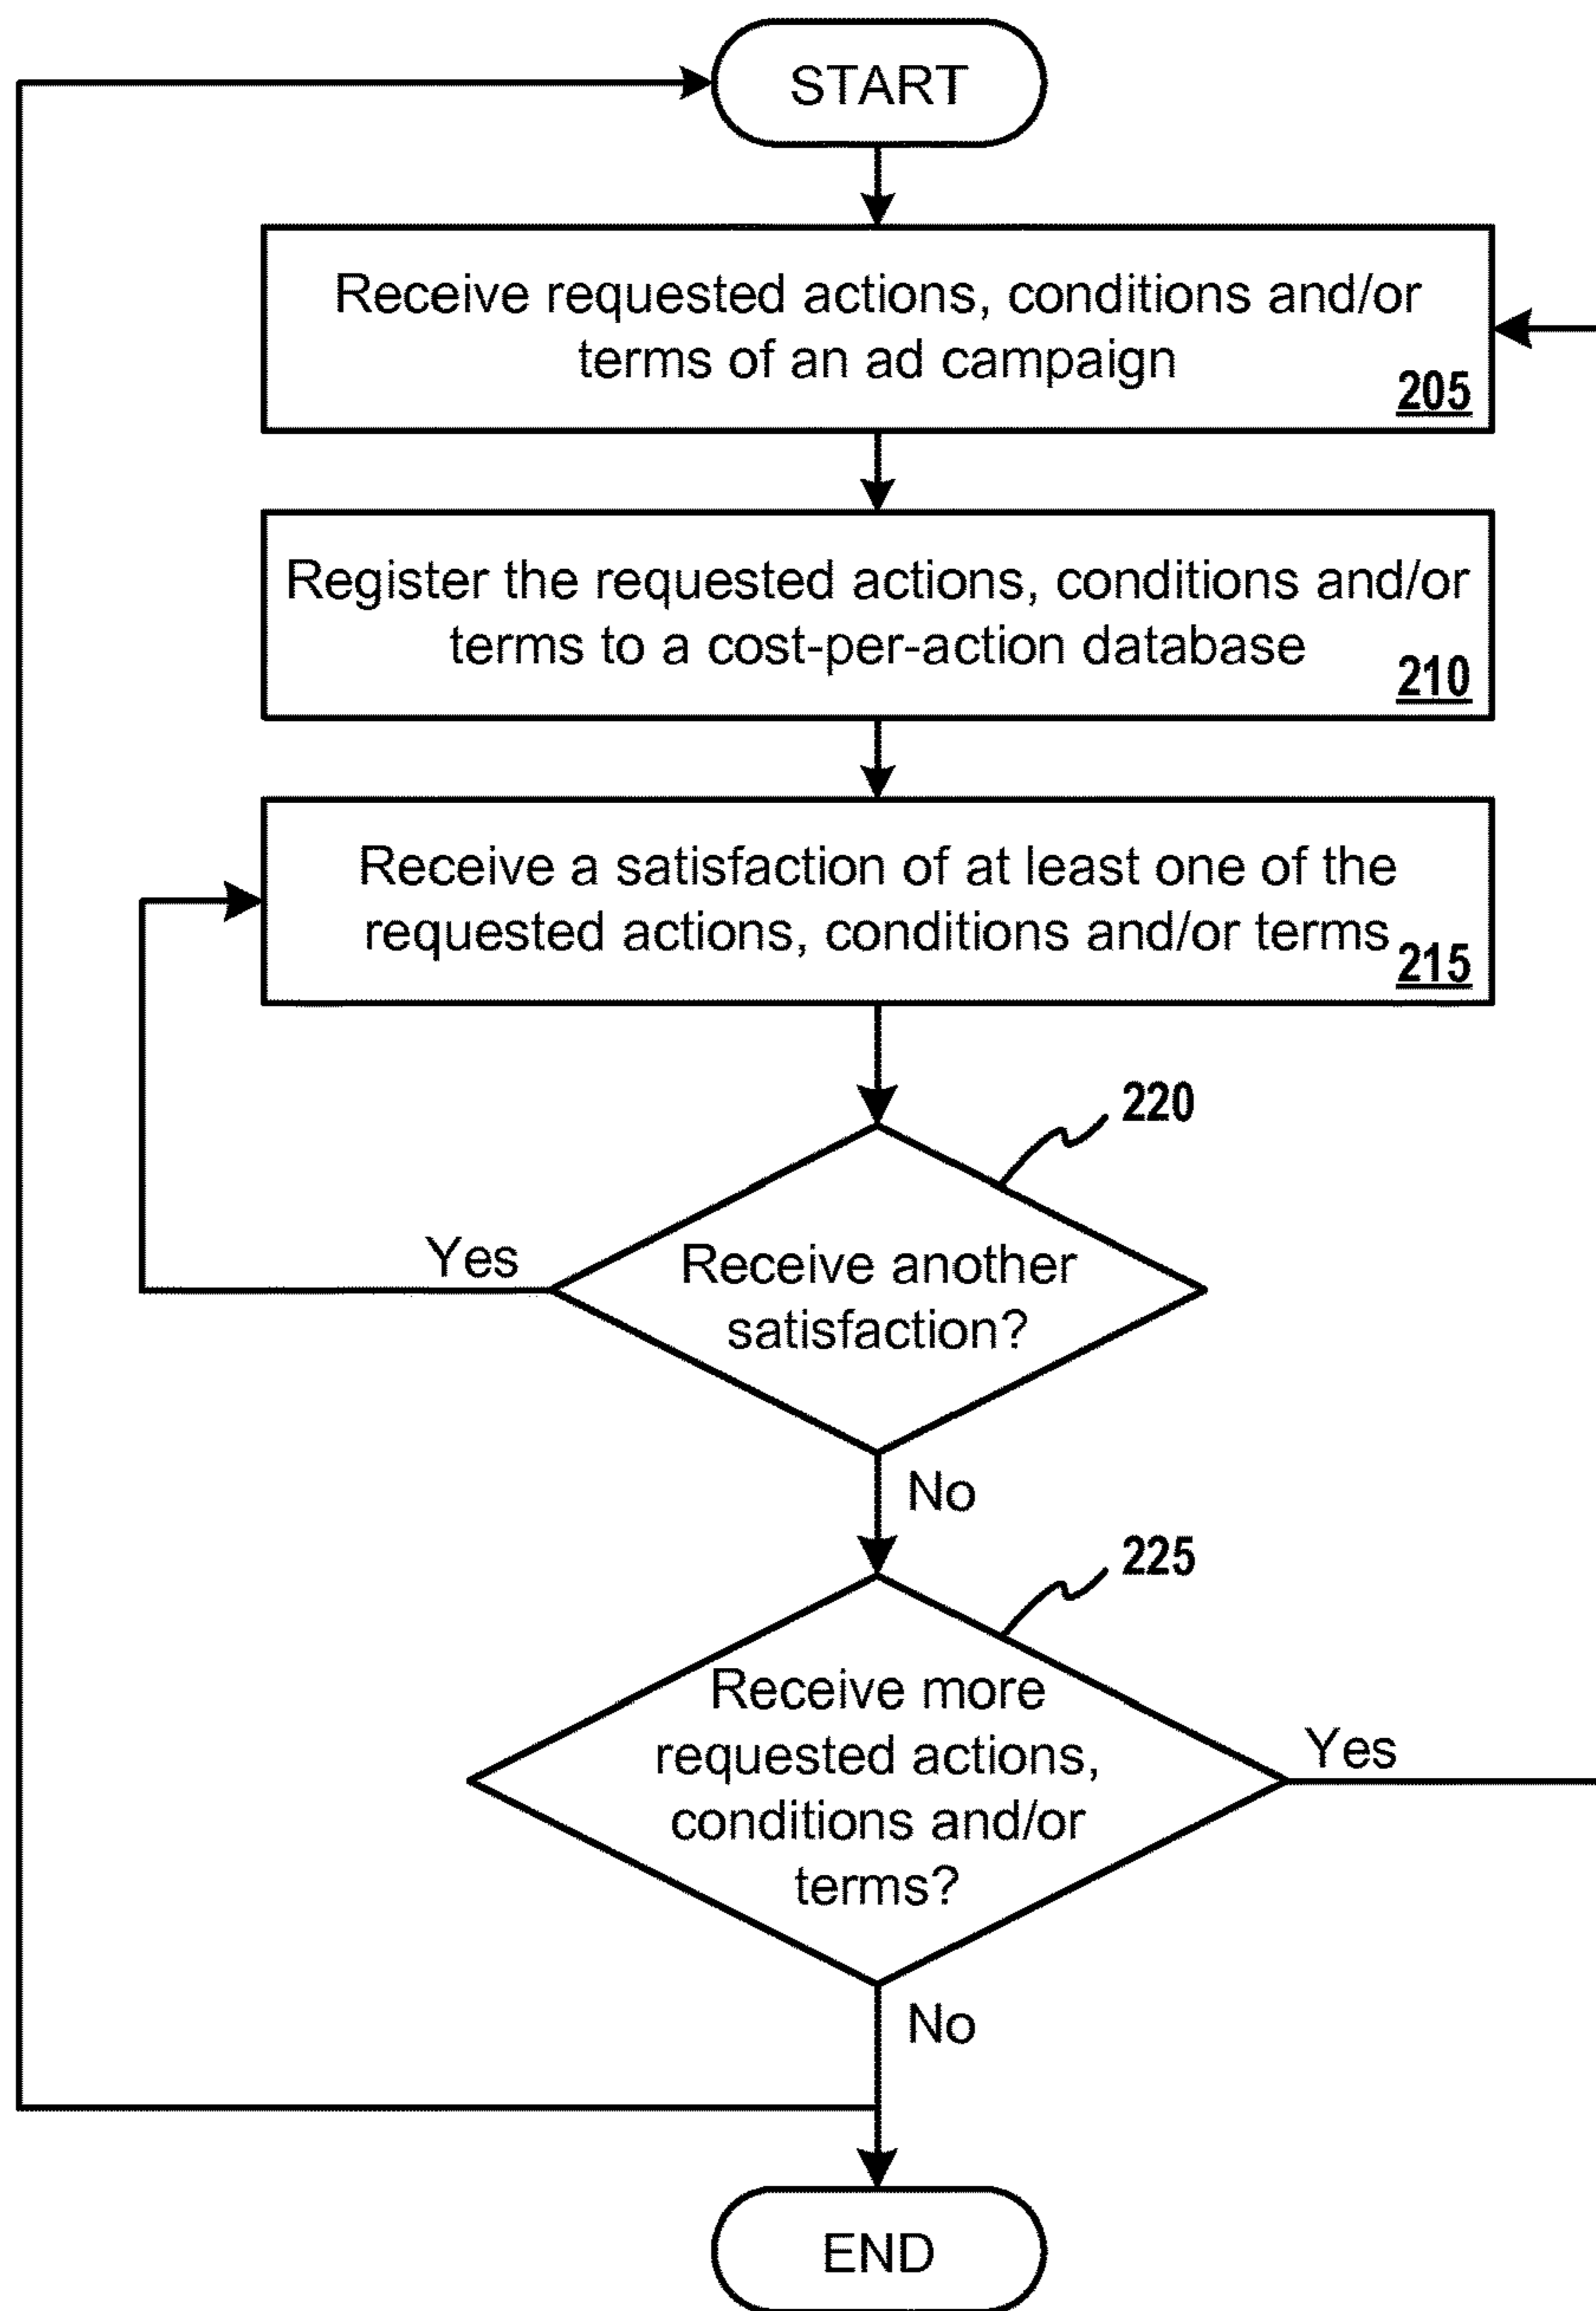 START
Receive requested actions, conditions and/or
terms of an ad campaign
205
Register the requested actions, conditions and/or
terms to a cost-per-action database
210
Receive a satisfaction of at least one of the
requested actions, conditions and/or terms
215
220
Yes
Receive another
satisfaction?
No
225
Receive more
requested actions,
conditions and/or
terms?
Yes
No
END